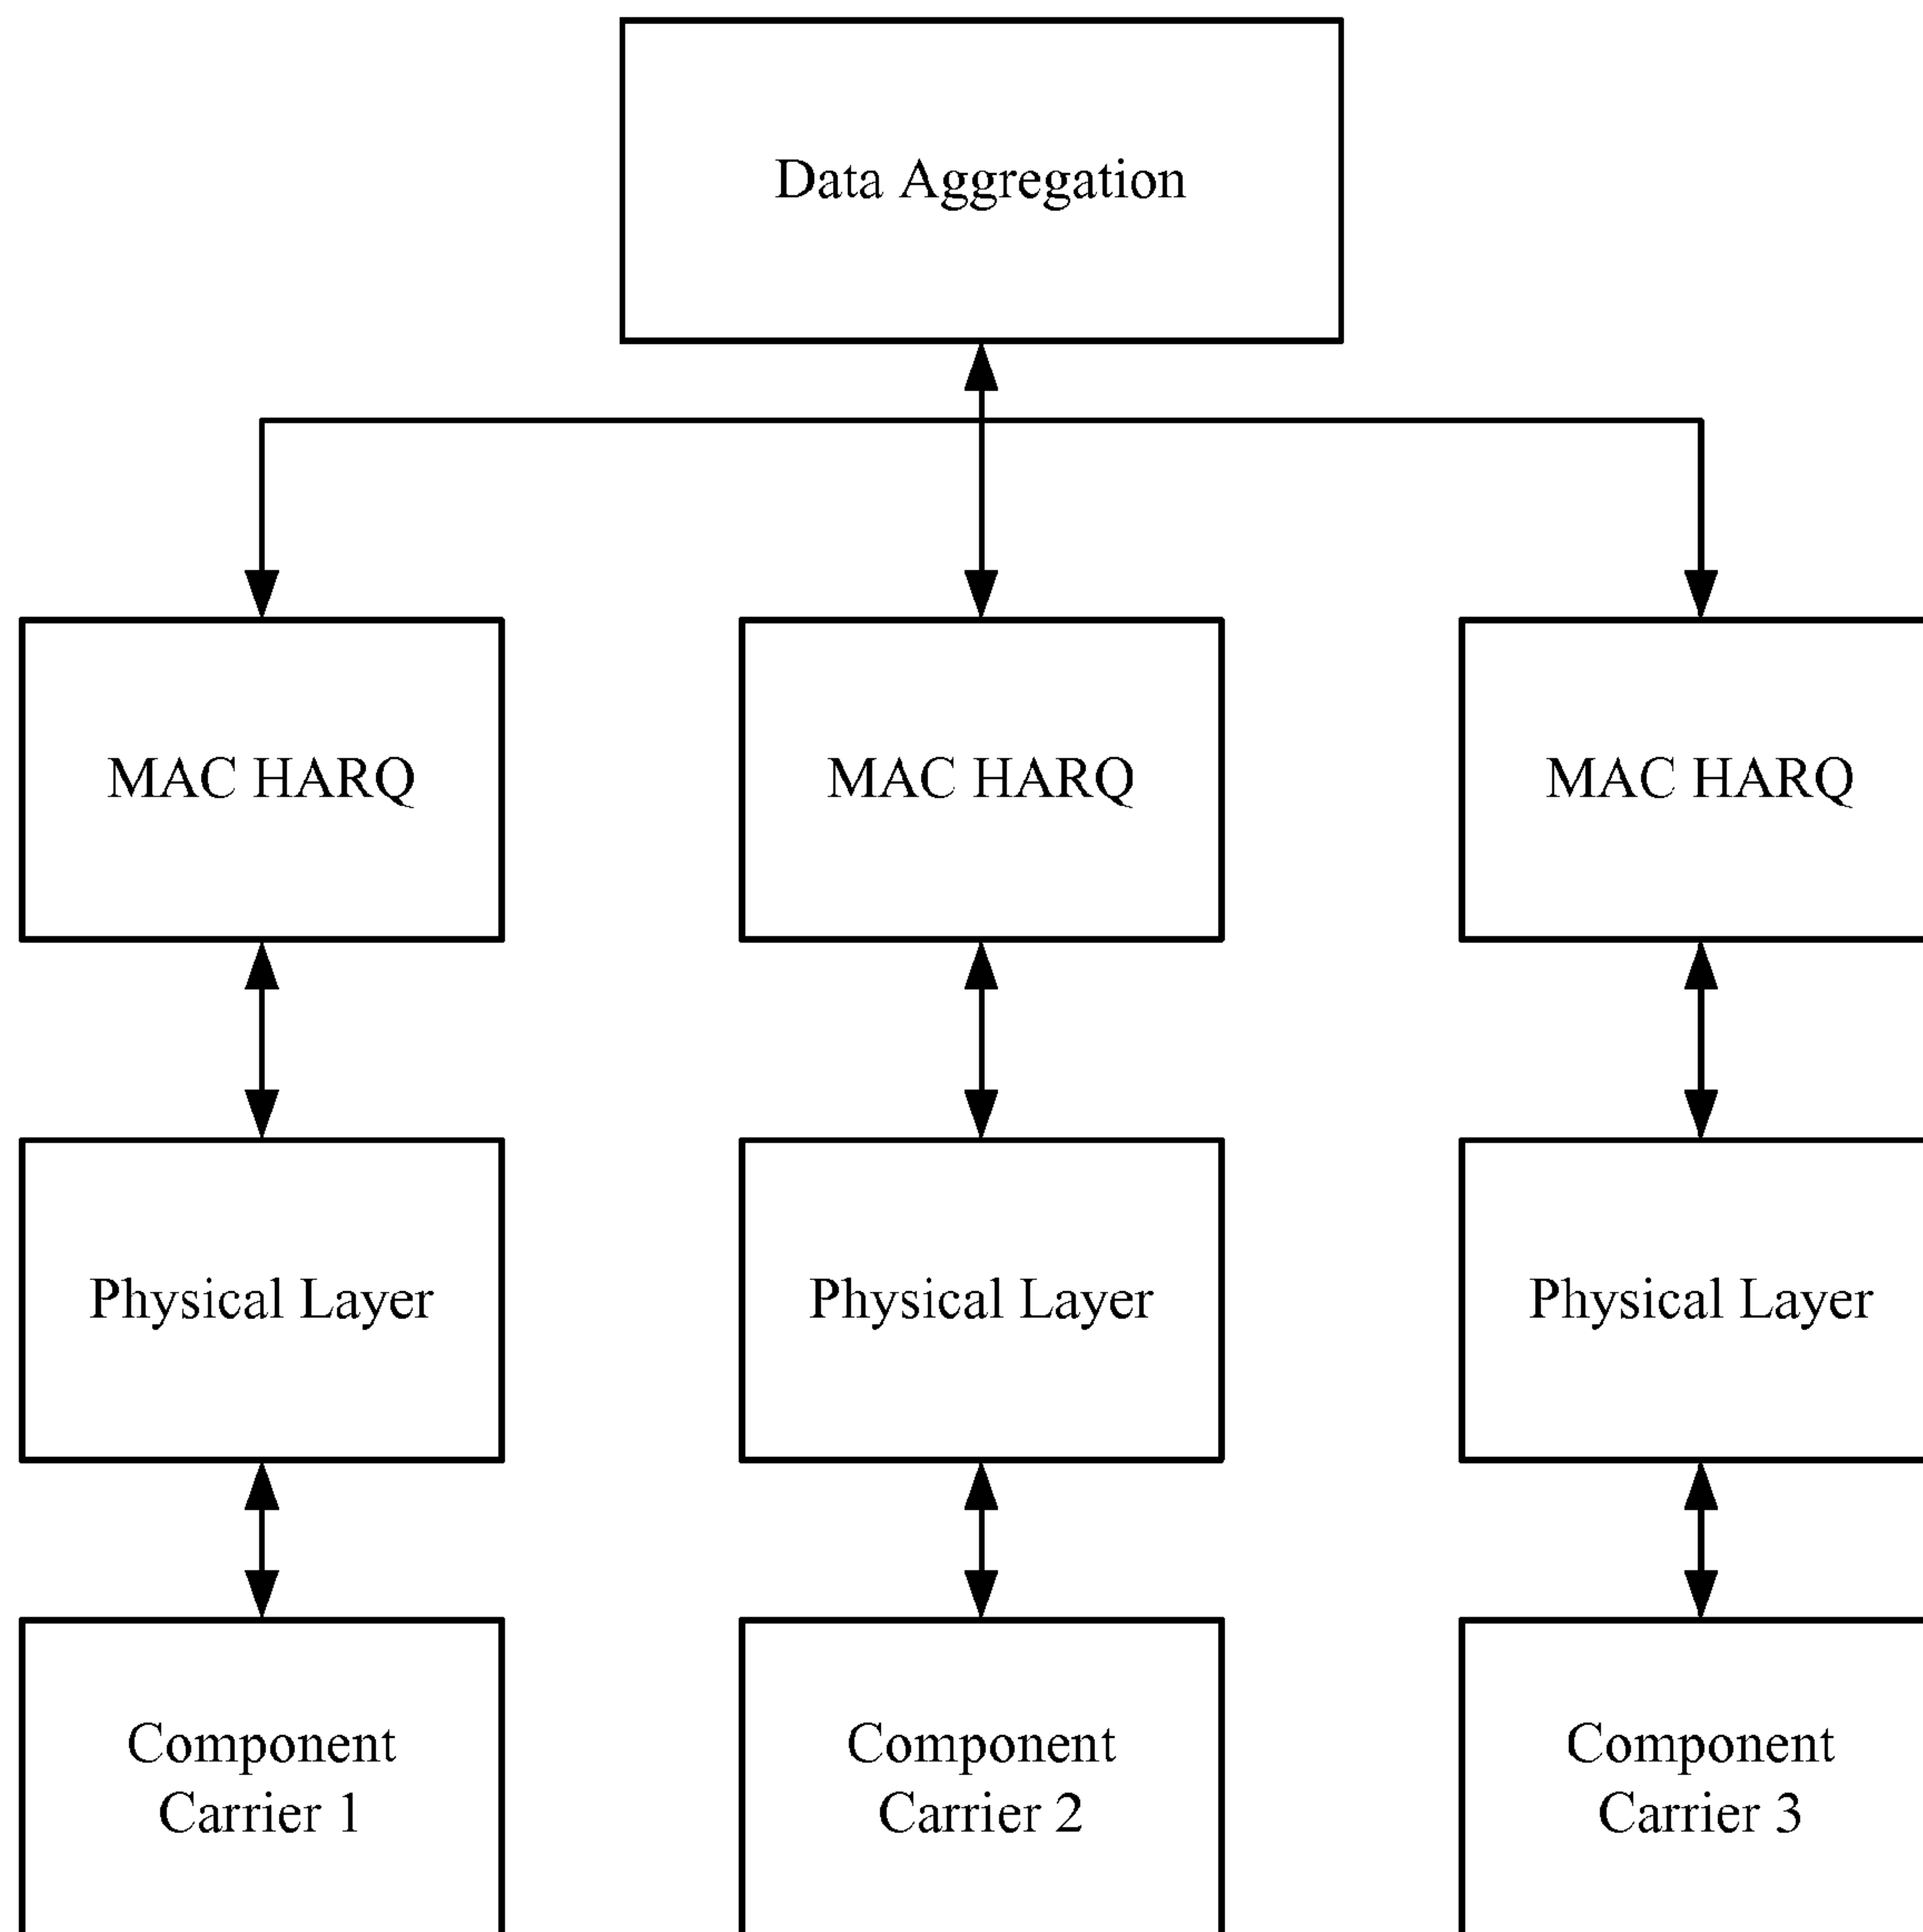 Data Aggregation
MAC HARQ
MAC HARQ
MAC HARQ
Physical Layer
Physical Layer
Physical Layer
Component
Carrier 1
Component
Carrier 2
Component
Carrier 3